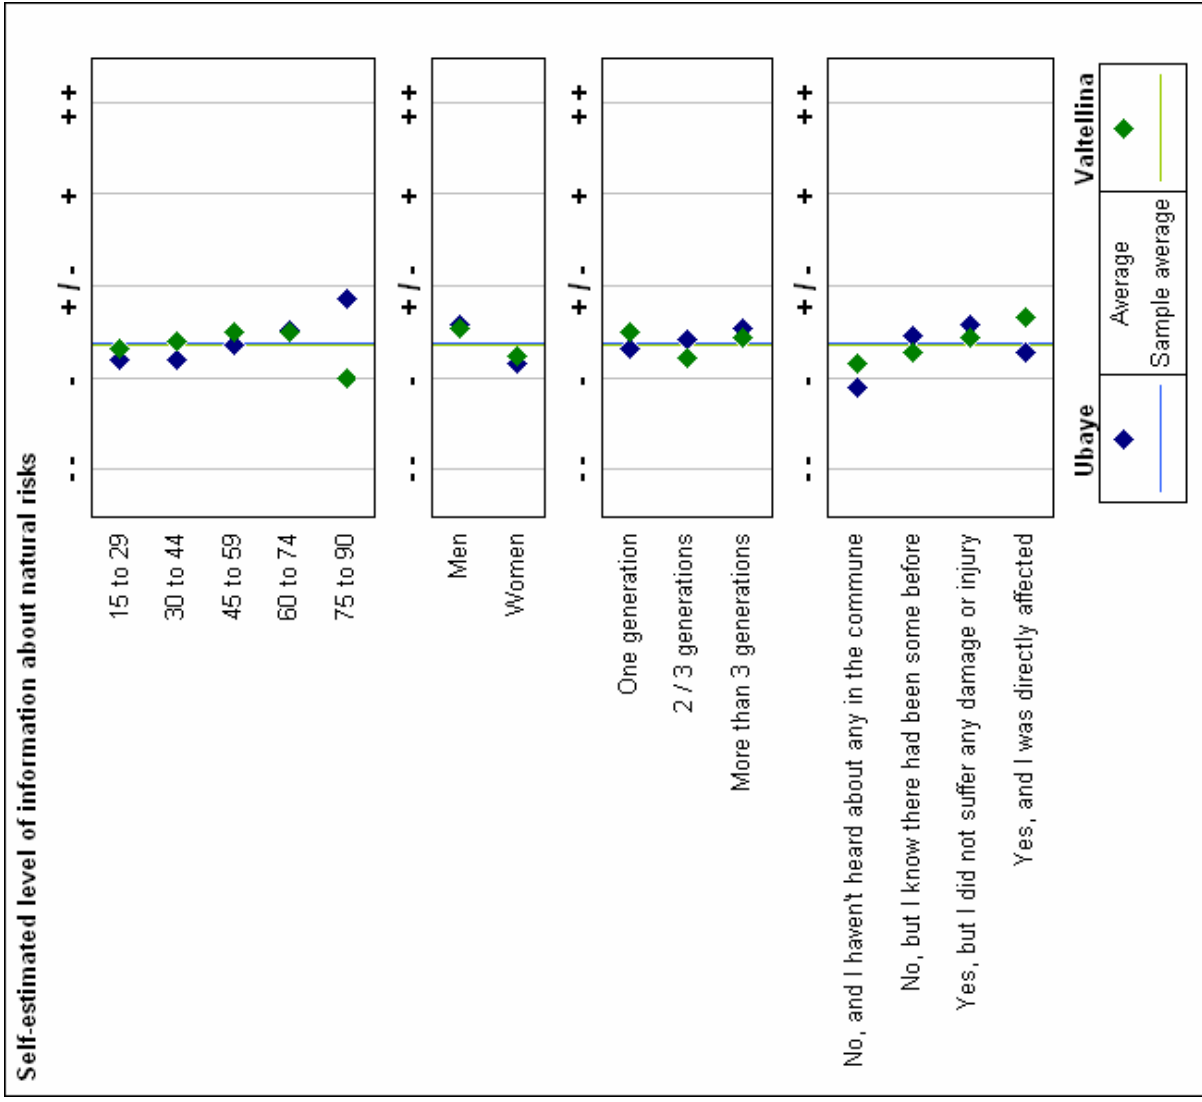 Self-estimated level of information about natural risks
- - - + / - + + +
15 to 29
30 to 44
45 to 59
60 to 74
75 to 90
- - - + / - + + +
Men
Women
- - - + / - + + +
One generation
2 / 3 generations
More than 3 generations
- - - + / - + + +
No, and I haven't heard about any in the commune
No, but I know there had been some before
Yes, but I did not suffer any damage or injury
Yes, and I was directly affected
Ubaye Valtellina
Average
Sample average